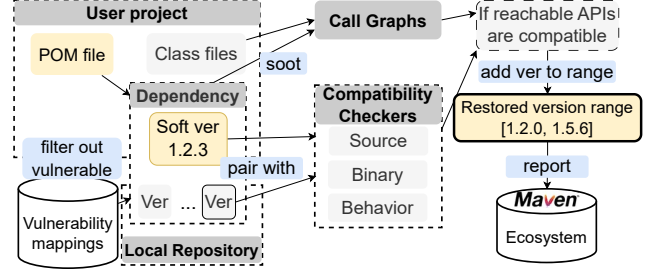 User project
POM file
Class files
soot
Dependency
Soft ver
1.2.3
filter out
vulnerable
pair with
Ver ... Ver
Vulnerability
mappings
Local Repository
Call Graphs
Compatibility
Checkers
Source
Binary
Behavior
If reachable APIs
are compatible
add ver to range
Restored version range
[1.2.0, 1.5.6]
report
Maven
Ecosystem